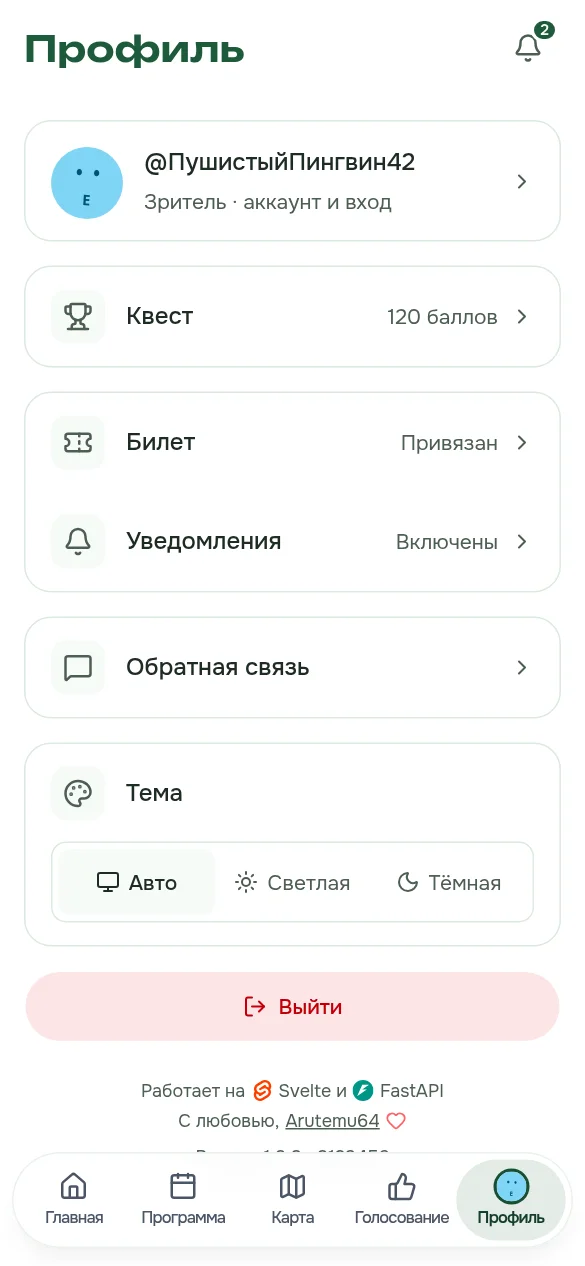 Профиль
2
@ПушистыйПингвин42
Зритель · аккаунт и вход
Квест
120 баллов
Билет
Привязан
Уведомления
Включены
Обратная связь
Тема
Авто
Светлая
Тёмная
Выйти
Работает на Svelte и FastAPI
С любовью, Arutemu64
Главная
Программа
Карта
Голосование
Профиль